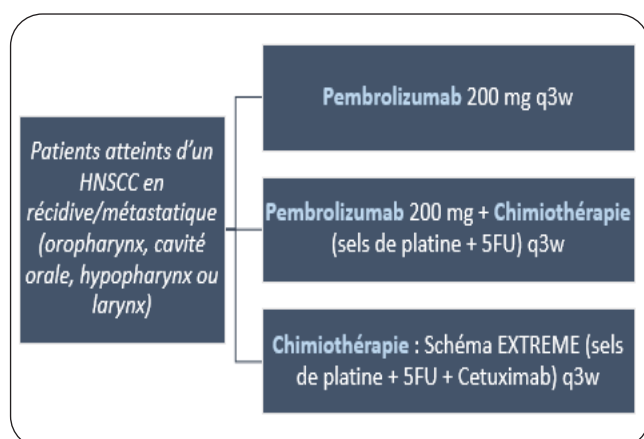 Patients atteints d'un
HNSCC en
récidive/métastatique
(oropharynx, cavité
orale, hypopharynx ou
larynx)
Pembrolizumab 200 mg q3w
Pembrolizumab 200 mg + Chimiothérapie
(sels de platine + 5FU) q3w
Chimiothérapie : Schéma EXTREME (sels
de platine + 5FU + Cetuximab) q3w